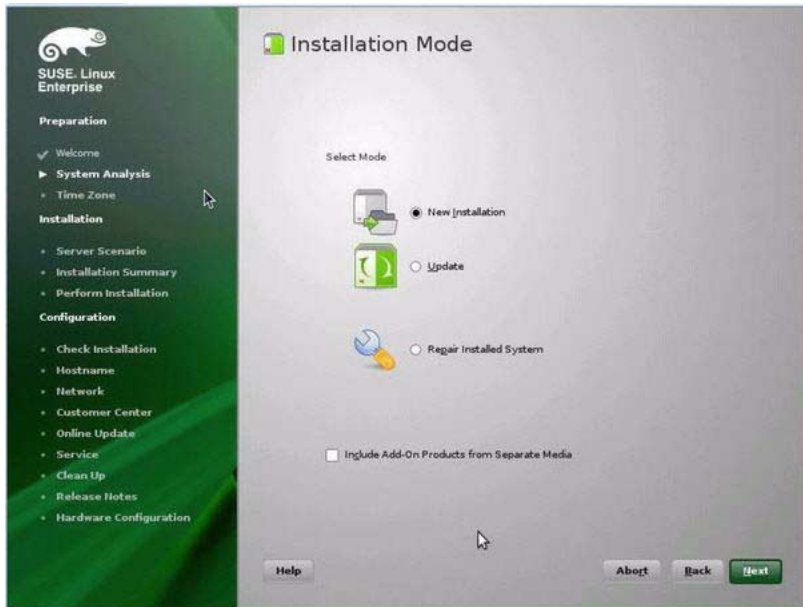 SUSE. Linux
Enterprise
Preparation
Welcome
System Analysis
Time Zone
Installation
Server Scenario
Installation Summary
Perform Installation
Configuration
Check Installation
Hostname
Network
Customer Center
Online Update
Service
Clean Up
Release Notes
Hardware Configuration
Installation Mode
Select Mode
New Installation
Update
Repair Installed System
Include Add-On Products from Separate Media
Help
Abort
Back
Next